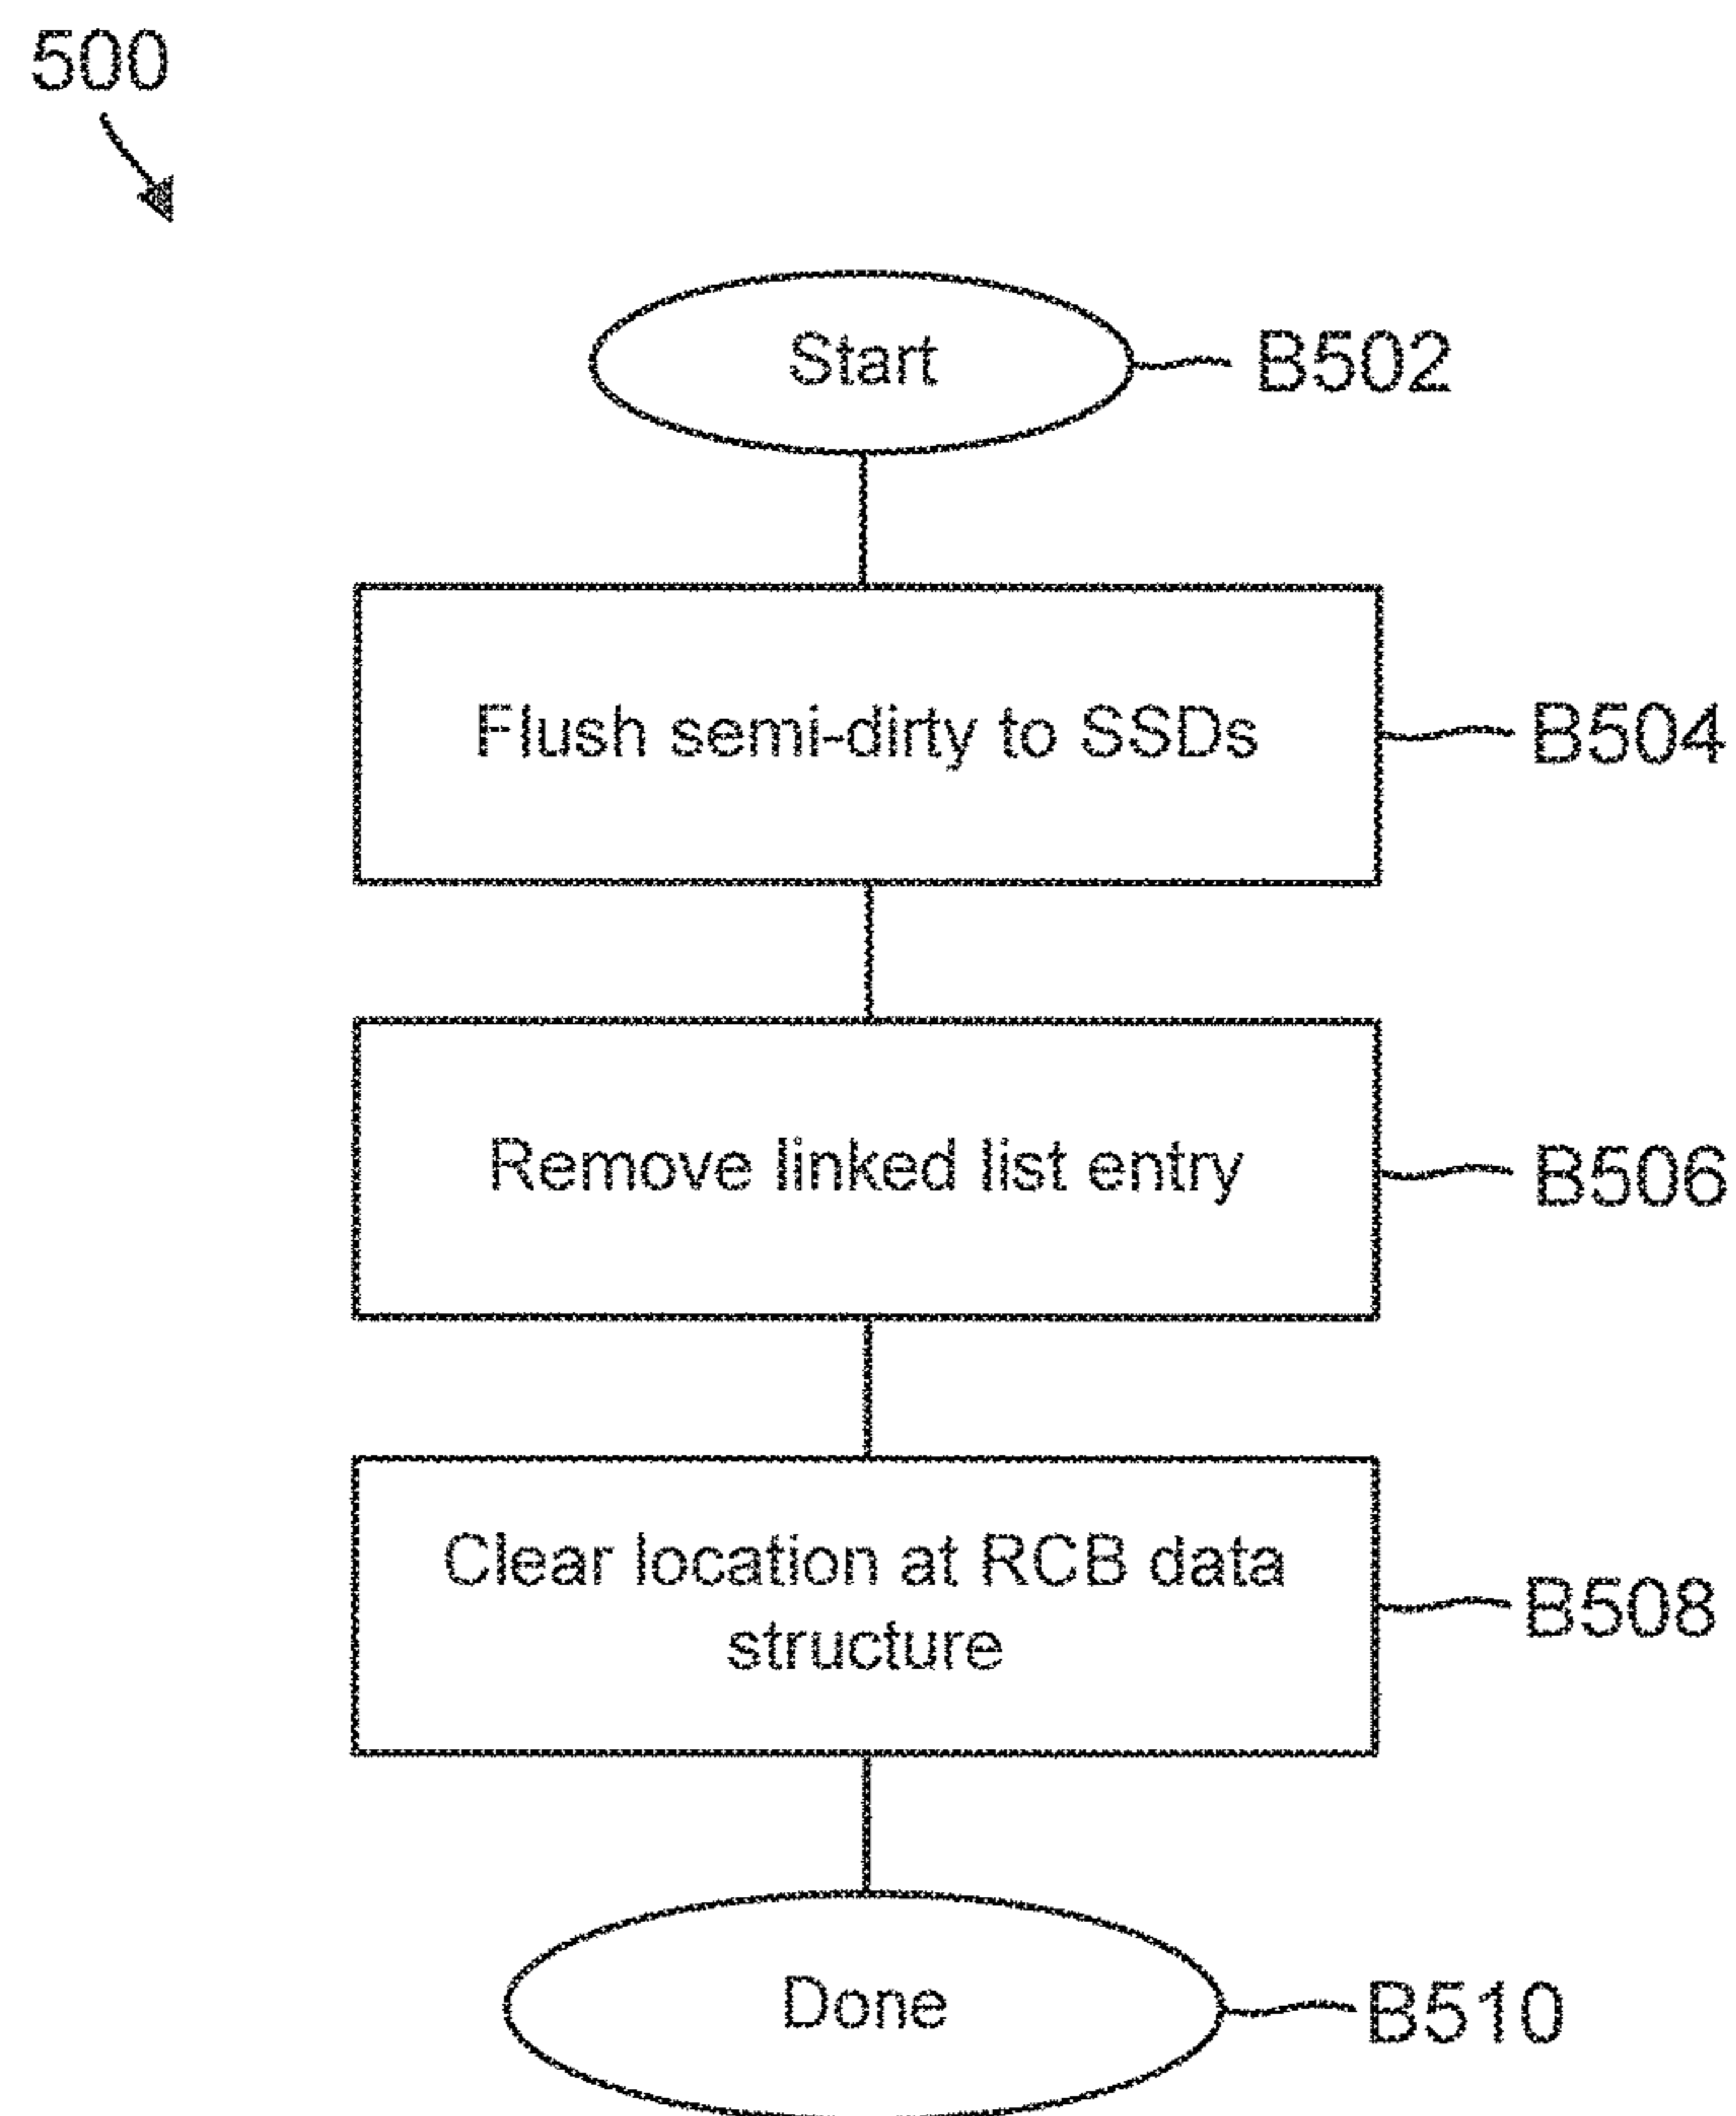 500
Start
B502
Flush semi-dirty to SSDs
B504
Remove linked list entry
B506
Clear location at RCB data
structure
B508
Done
B510